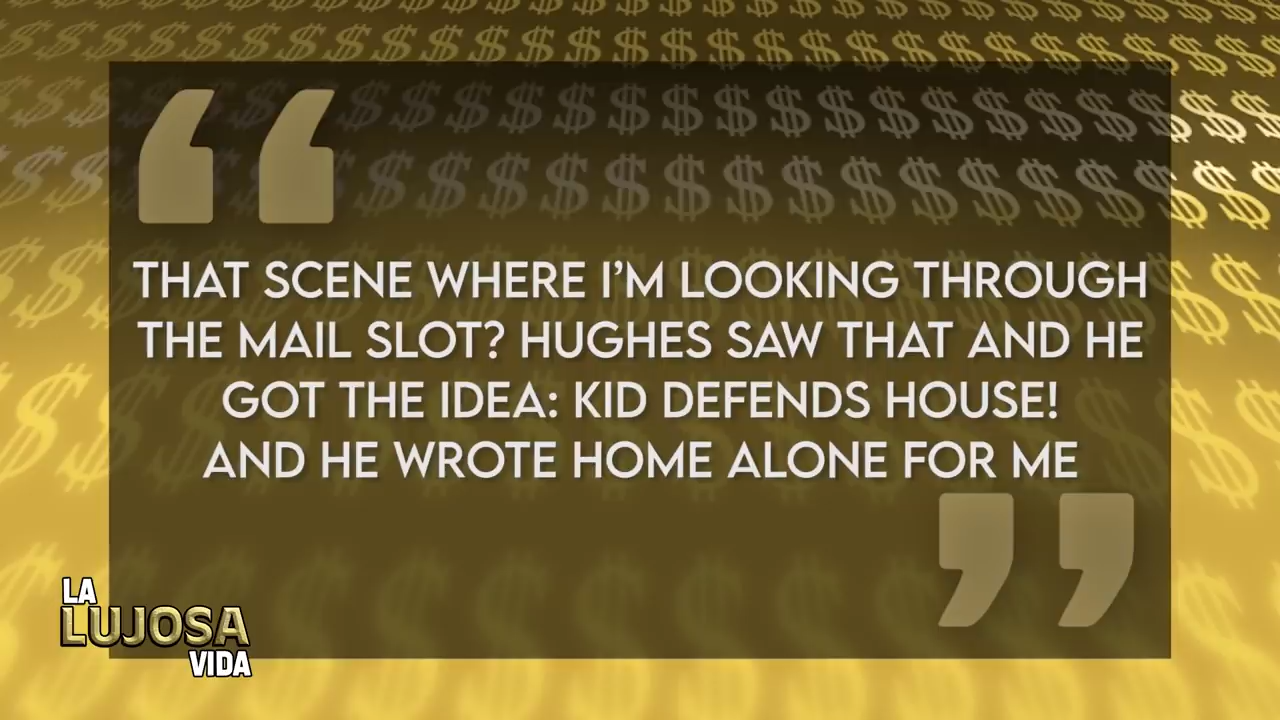 THAT SCENE WHERE I'M LOOKING THROUGH
THE MAIL SLOT? HUGHES SAW THAT AND HE
GOT THE IDEA: KID DEFENDS HOUSE!
AND HE WROTE HOME ALONE FOR ME
LA
LUJOSA
VIDA